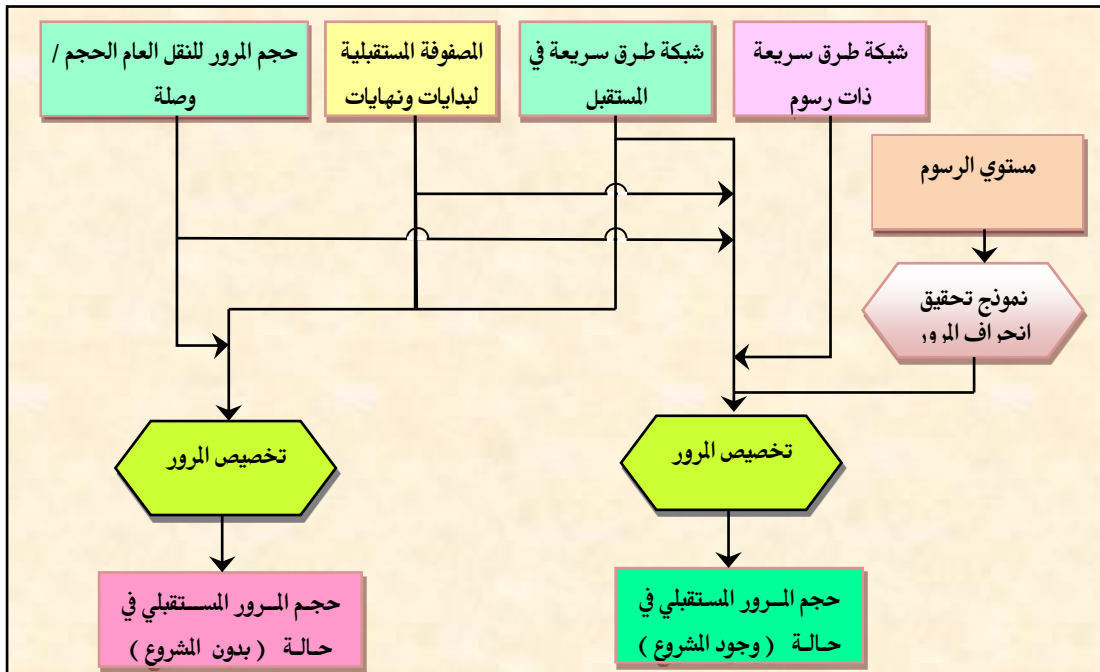 شبكة طرق سريعة
ذات رسوم
شبكة طرق سريعة في
المستقبل
المصفوفة المستقبلية
لبدايات ونهايات
حجم المرور للنقل العام الحجم /
وصلة
مستوي الرسوم
نموذج تحقيق
انحراف المرور
تخصيص المرور
تخصيص المرور
حجم المرور المستقبلي في
حالة ( وجود المشروع )
حجم المرور المستقبلي في
حالة ( بدون المشروع )